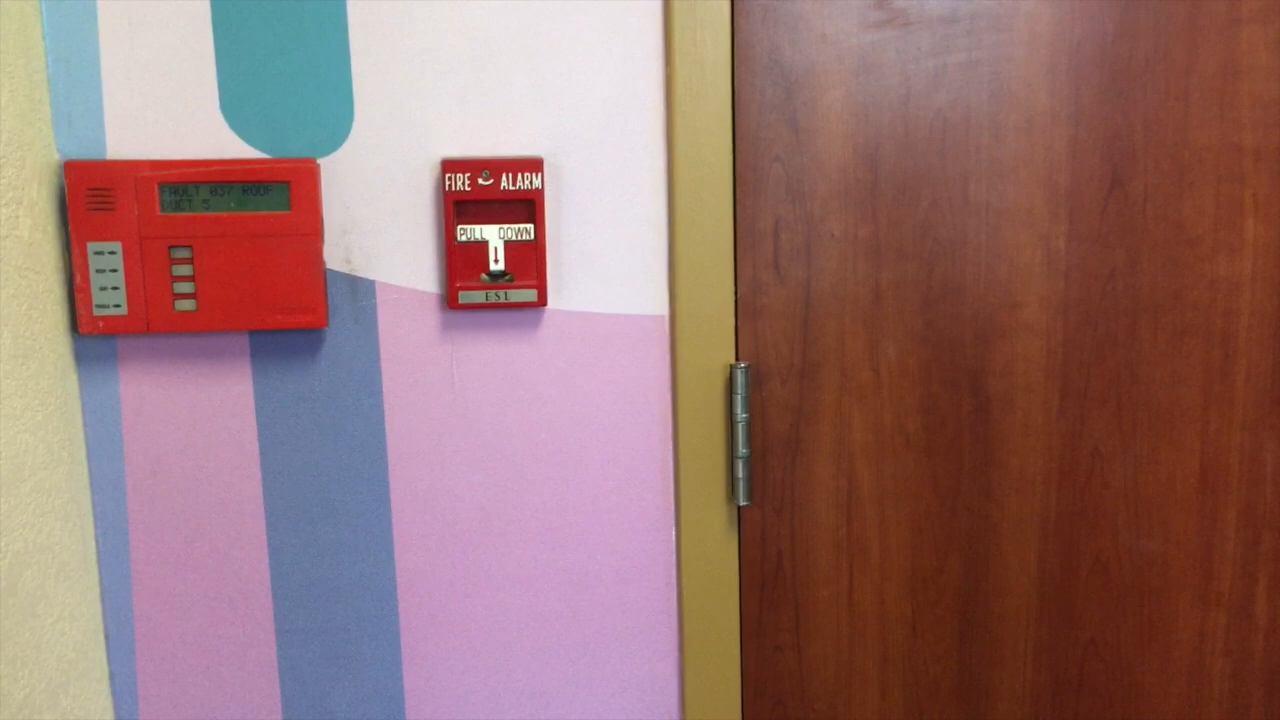 FAULT 037 ROOF
DUCT 5
FIRE ALARM
PULL DOWN
ESL